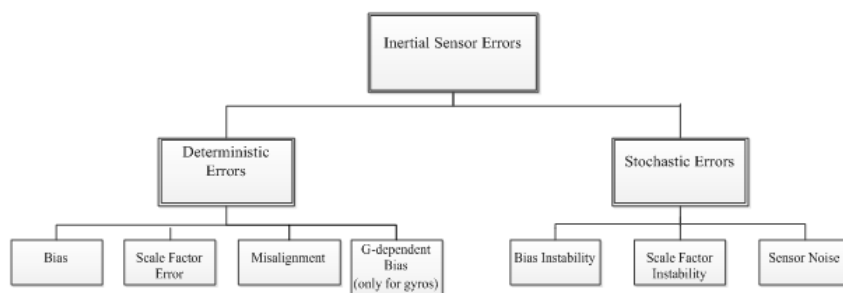 Inertial Sensor Errors
Deterministic
Errors
Stochastic Errors
Bias
Scale Factor
Error
Misalignment
G-dependent
Bias
(only for gyros)
Bias Instability
Scale Factor
Instability
Sensor Noise